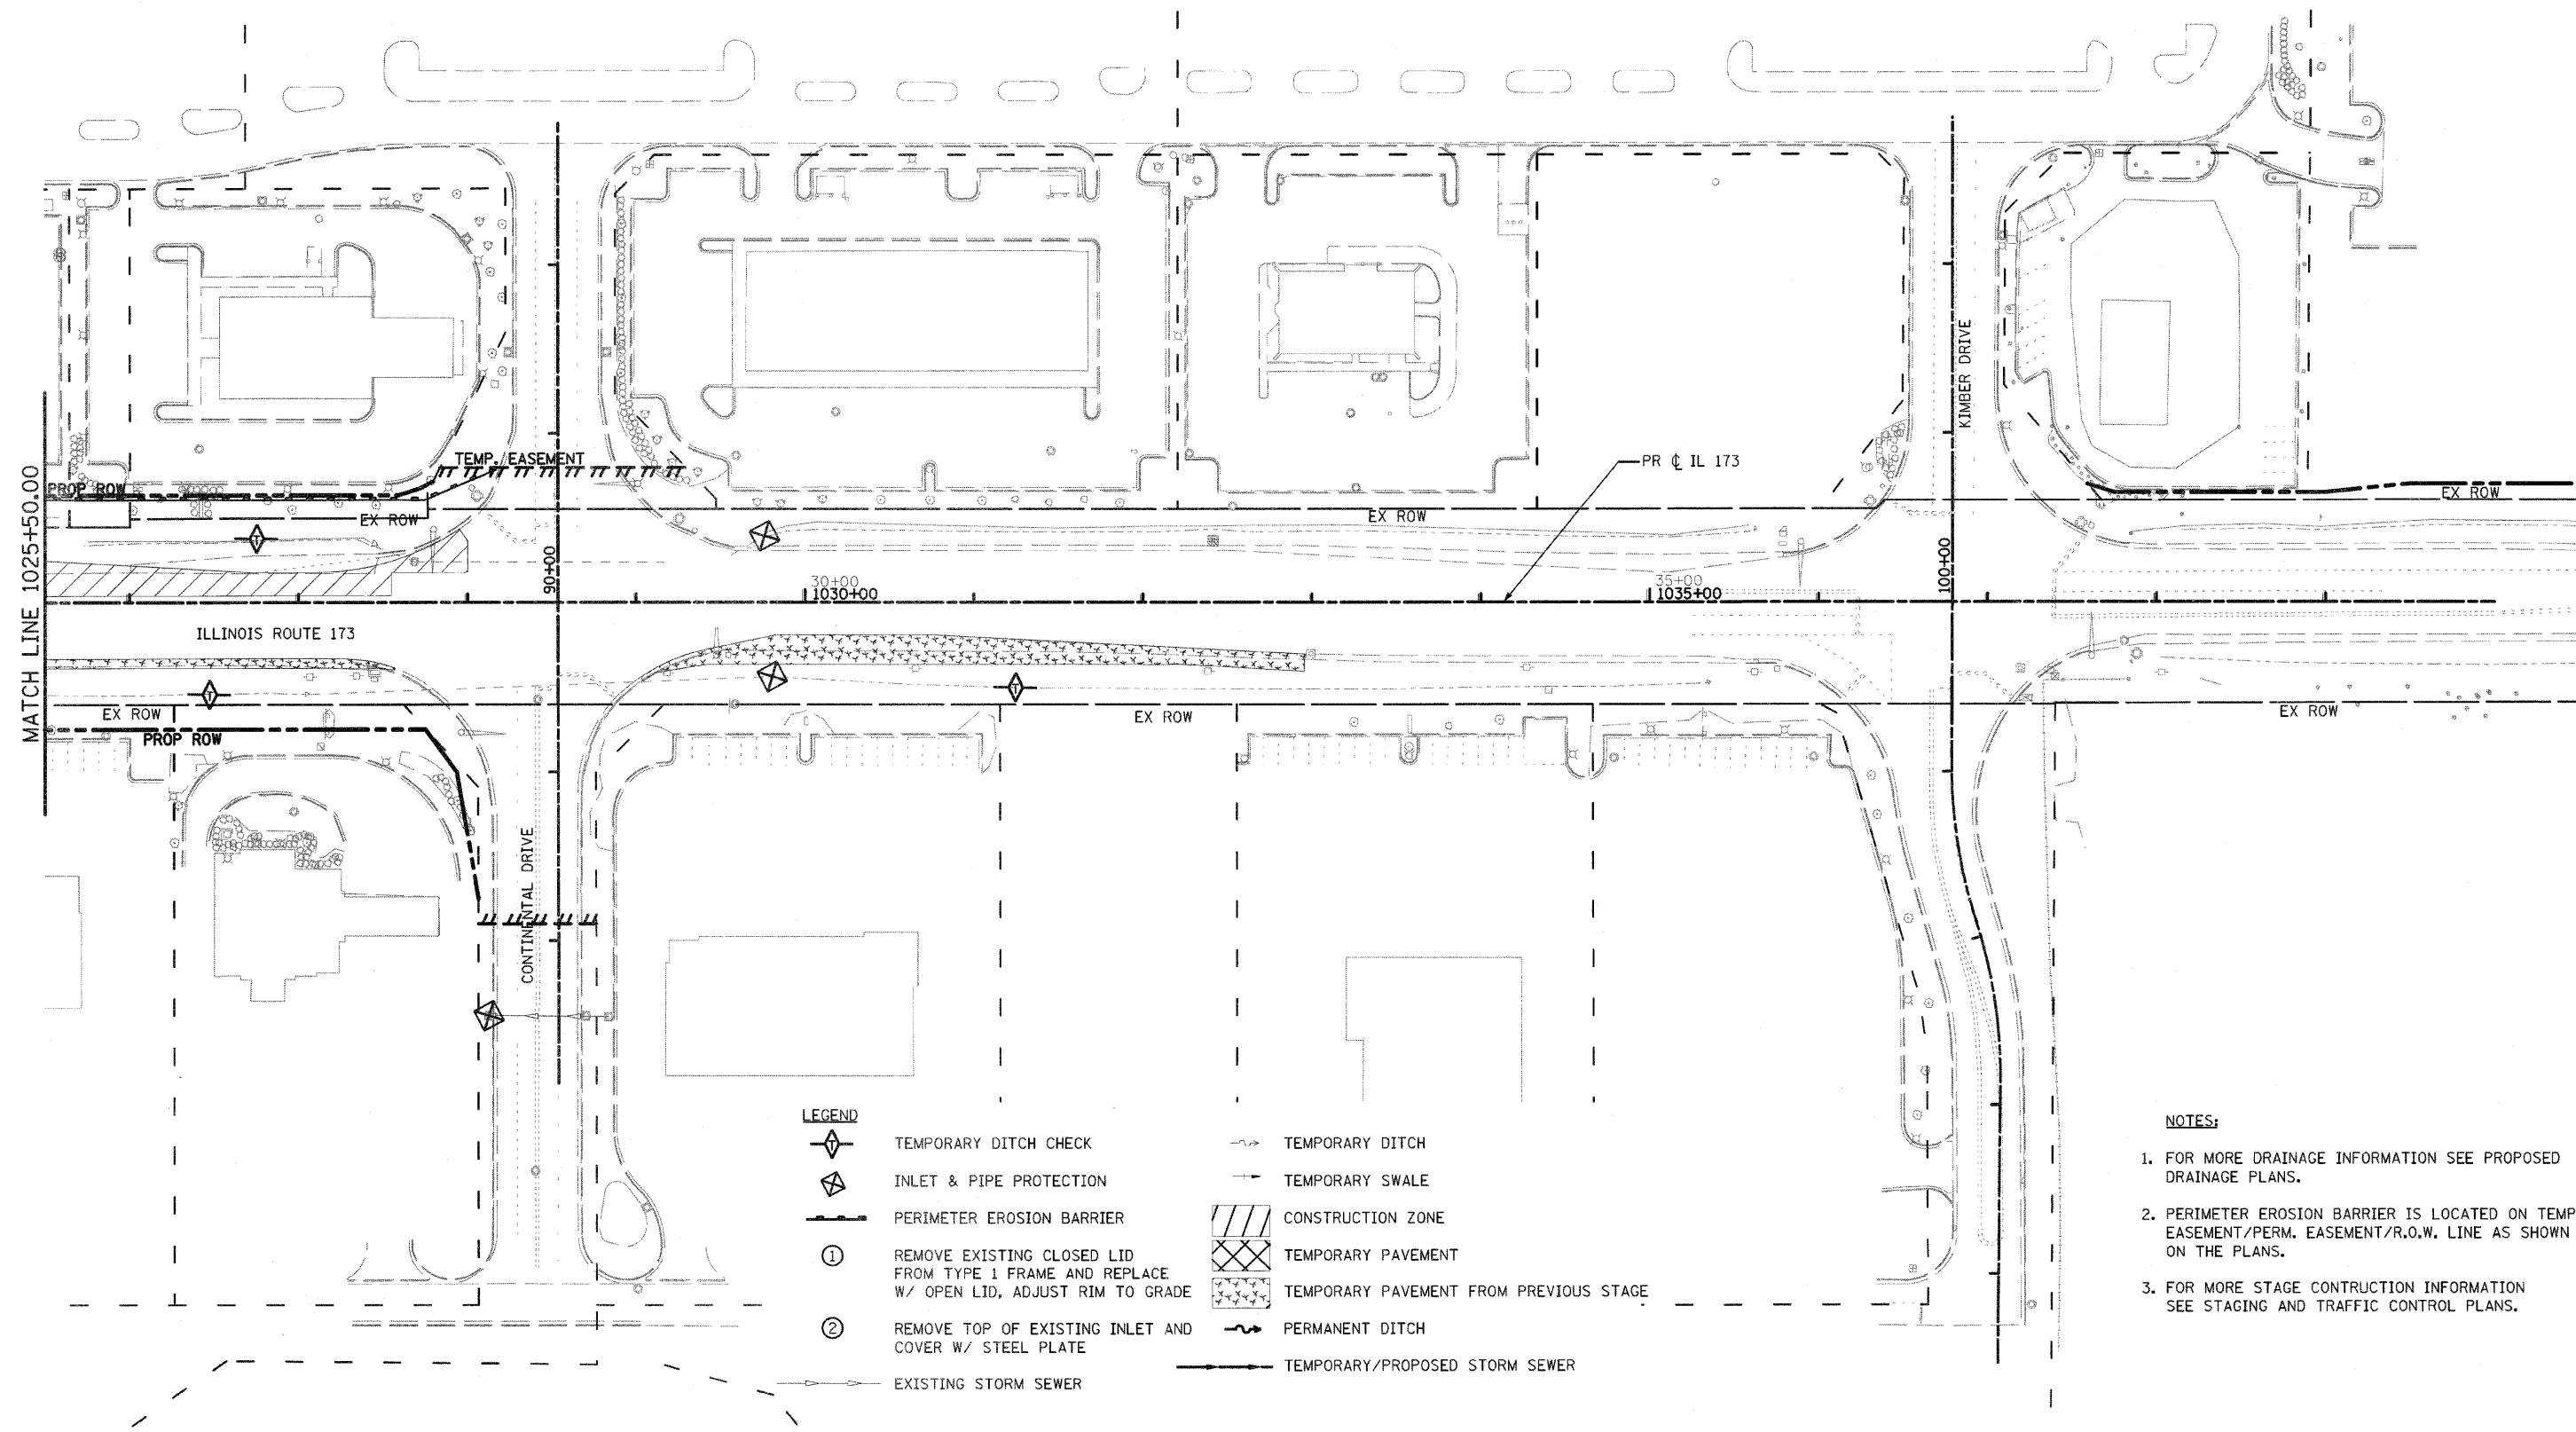 TEMP. EASEMENT
PROP ROW
EX ROW
MATCH LINE 1025+50.00
90+00
KIMBER DRIVE
PR ℄ IL 173
EX ROW
EX ROW
100+00
30+00
1030+00
35+00
1035+00
ILLINOIS ROUTE 173
EX ROW
PROP ROW
EX ROW
EX ROW
CONTINENTAL DRIVE
LEGEND
T TEMPORARY DITCH CHECK
INLET & PIPE PROTECTION
PERIMETER EROSION BARRIER
1 REMOVE EXISTING CLOSED LID
FROM TYPE 1 FRAME AND REPLACE
W/ OPEN LID, ADJUST RIM TO GRADE
2 REMOVE TOP OF EXISTING INLET AND
COVER W/ STEEL PLATE
EXISTING STORM SEWER
TEMPORARY DITCH
TEMPORARY SWALE
CONSTRUCTION ZONE
TEMPORARY PAVEMENT
TEMPORARY PAVEMENT FROM PREVIOUS STAGE
PERMANENT DITCH
TEMPORARY/PROPOSED STORM SEWER
NOTES:
1. FOR MORE DRAINAGE INFORMATION SEE PROPOSED
DRAINAGE PLANS.
2. PERIMETER EROSION BARRIER IS LOCATED ON TEMP
EASEMENT/PERM. EASEMENT/R.O.W. LINE AS SHOWN
ON THE PLANS.
3. FOR MORE STAGE CONTRUCTION INFORMATION
SEE STAGING AND TRAFFIC CONTROL PLANS.